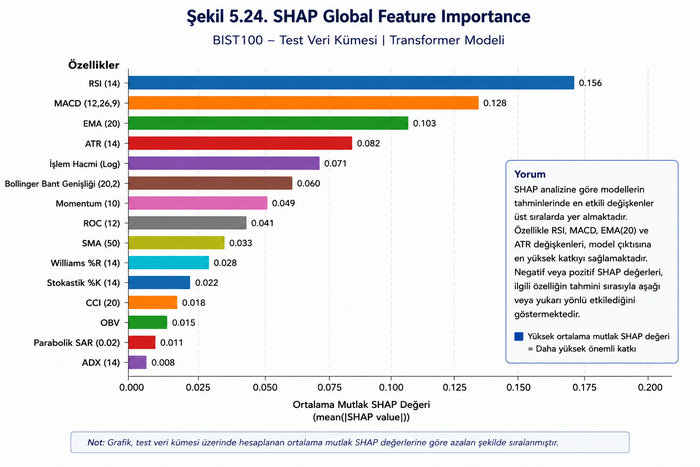 Şekil 5.24. SHAP Global Feature Importance
BIST100 – Test Veri Kümesi | Transformer Modeli
Özellikler
RSI (14) 0.156
MACD (12,26,9) 0.128
EMA (20) 0.103
ATR (14) 0.082
İşlem Hacmi (Log) 0.071
Bollinger Bant Genişliği (20,2) 0.060
Momentum (10) 0.049
ROC (12) 0.041
SMA (50) 0.033
Williams %R (14) 0.028
Stokastik %K (14) 0.022
CCI (20) 0.018
OBV 0.015
Parabolik SAR (0.02) 0.011
ADX (14) 0.008
0.000 0.025 0.050 0.075 0.100 0.125 0.150 0.175 0.200
Ortalama Mutlak SHAP Değeri
(mean(|SHAP value|))
Yorum
SHAP analizine göre modellerin
tahminlerinde en etkili değişkenler
üst sıralarda yer almaktadır.
Özellikle RSI, MACD, EMA(20) ve
ATR değişkenleri, model çıktısına
en yüksek katkıyı sağlamaktadır.
Negatif veya pozitif SHAP değerleri,
ilgili özelliğin tahmini sırasıyla aşağı
veya yukarı yönlü etkilediğini
göstermektedir.
Yüksek ortalama mutlak SHAP değeri
= Daha yüksek önemli katkı
Not: Grafik, test veri kümesi üzerinde hesaplanan ortalama mutlak SHAP değerlerine göre azalan şekilde sıralanmıştır.